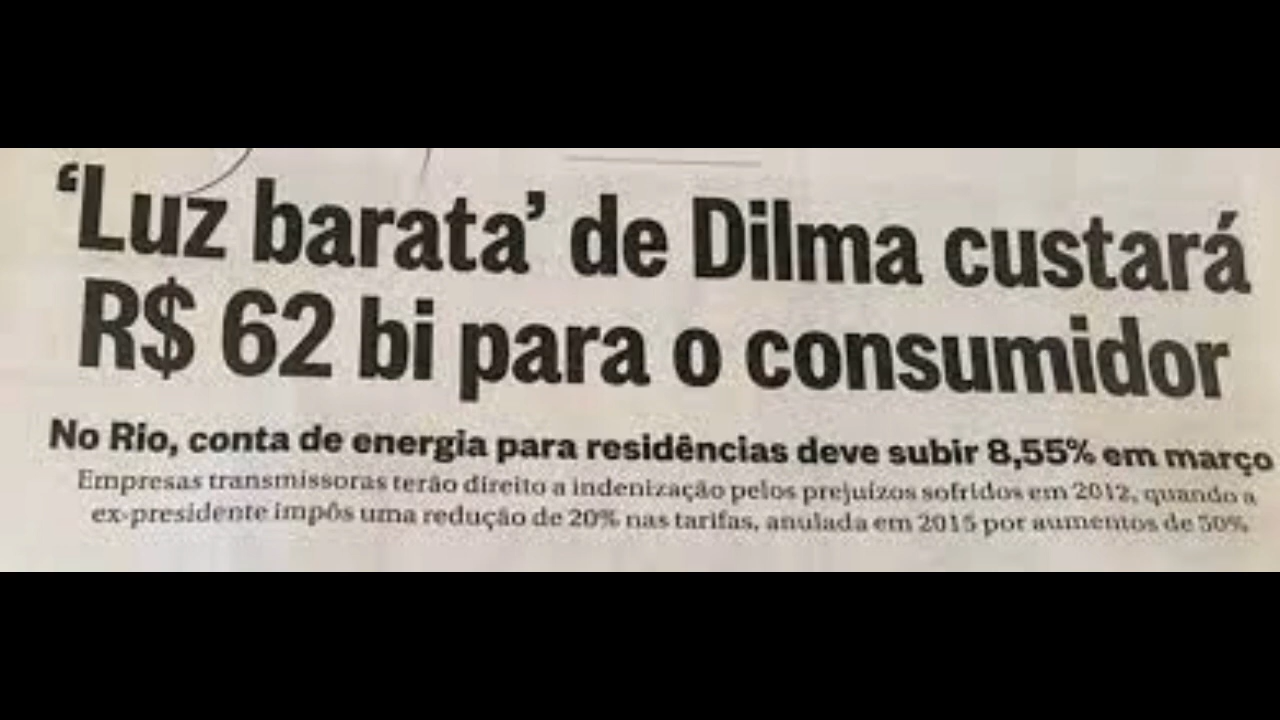 ‘Luz barata’ de Dilma custará
R$ 62 bi para o consumidor
No Rio, conta de energia para residências deve subir 8,55% em março
Empresas transmissoras terão direito a indenização pelos prejuízos sofridos em 2012, quando a
ex-presidente impôs uma redução de 20% nas tarifas, anulada em 2015 por aumentos de 50%